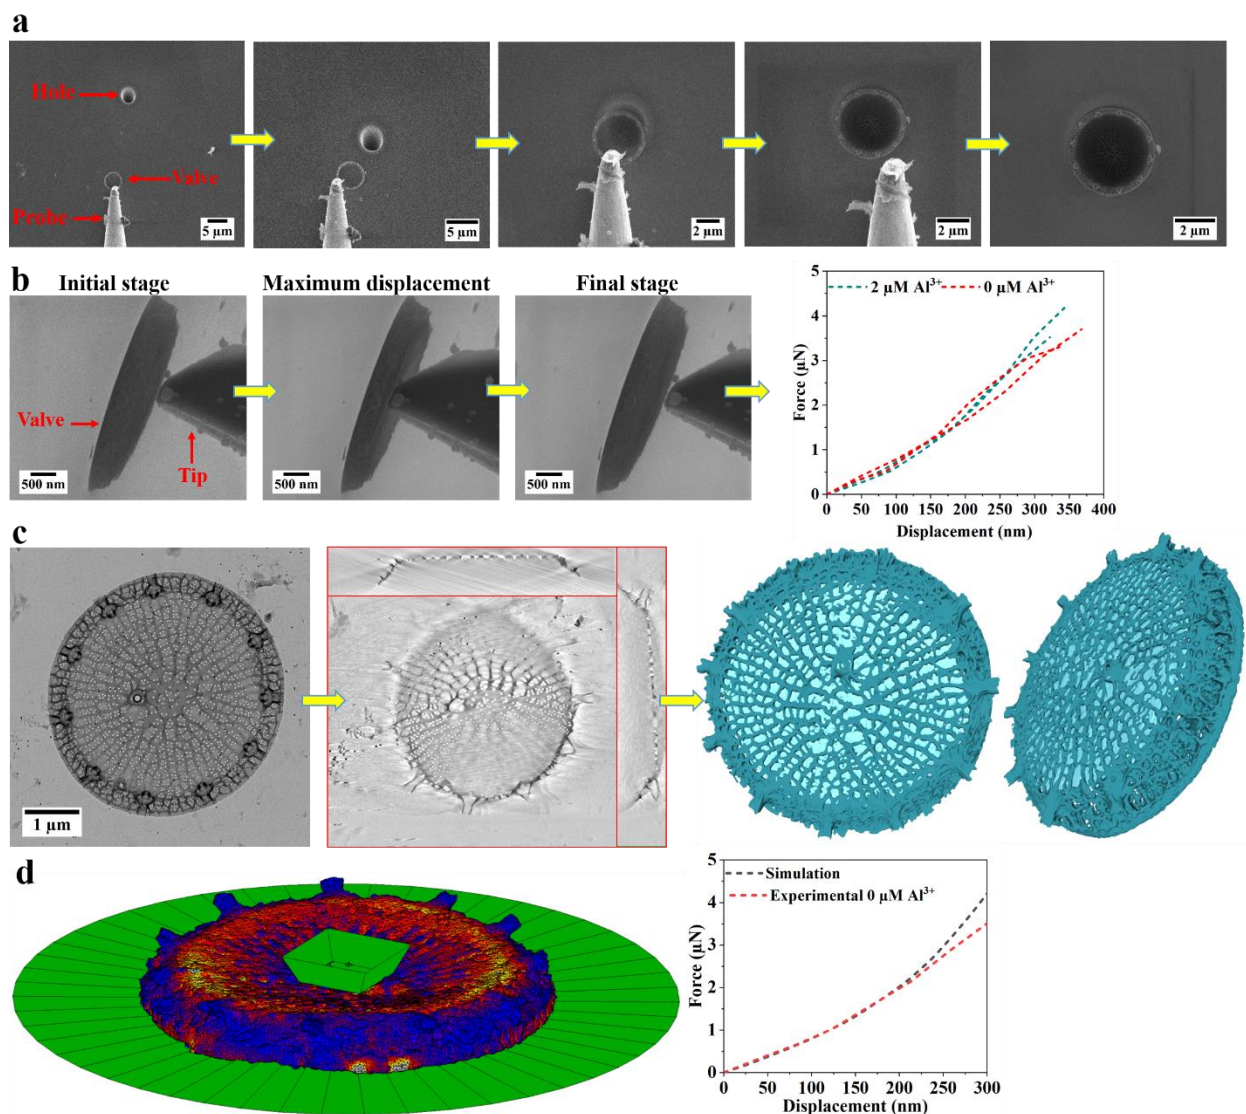 a
Hole
Valve
Probe
5 µm
5 µm
2 µm
2 µm
2 µm
b
Initial stage
Maximum displacement
Final stage
Valve
Tip
500 nm
500 nm
500 nm
5
4
3
2
1
0
Force (µN)
2 µM Al³⁺
0 µM Al³⁺
0 50 100 150 200 250 300 350 400
Displacement (nm)
c
1 µm
d
5
4
3
2
1
0
Force (µN)
Simulation
Experimental 0 µM Al³⁺
0 50 100 150 200 250 300
Displacement (nm)